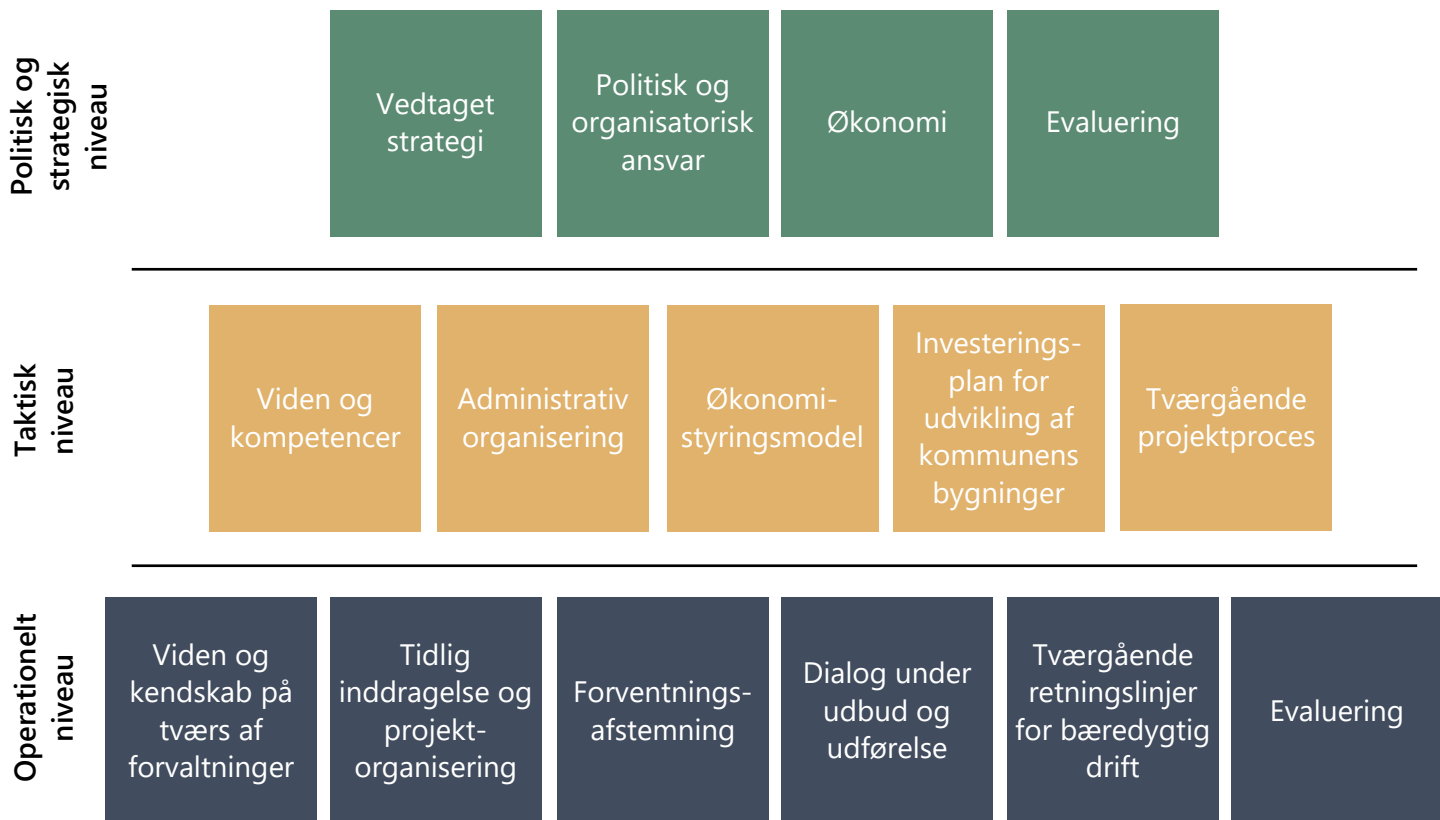 Politisk og
strategisk
niveau
Vedtaget
strategi
Politisk og
organisatorisk
ansvar
Økonomi
Evaluering
Taktisk
niveau
Viden og
kompetencer
Administrativ
organisering
Økonomi-
styringsmodel
Investerings-
plan for
udvikling af
kommunens
bygninger
Tværgående
projektproces
Operationelt
niveau
Viden og
kendskab på
tværs af
forvaltninger
Tidlig
inddragelse og
projekt-
organisering
Forventnings-
afstemning
Dialog under
udbud og
udførelse
Tværgående
retningslinjer
for bæredygtig
drift
Evaluering